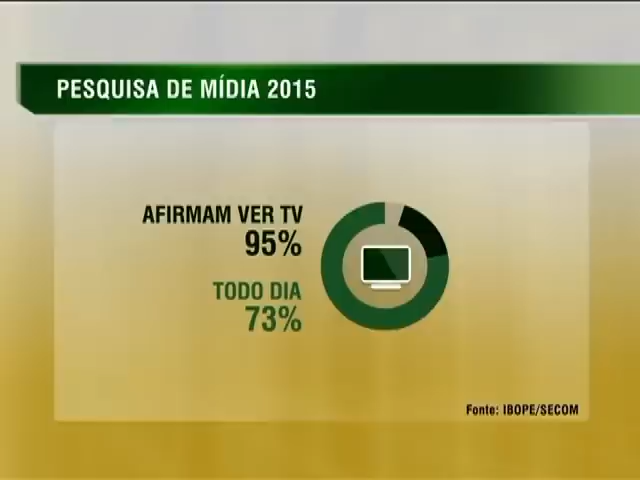 PESQUISA DE MÍDIA 2015
AFIRMAM VER TV
95%
TODO DIA
73%
Fonte: IBOPE/SECOM